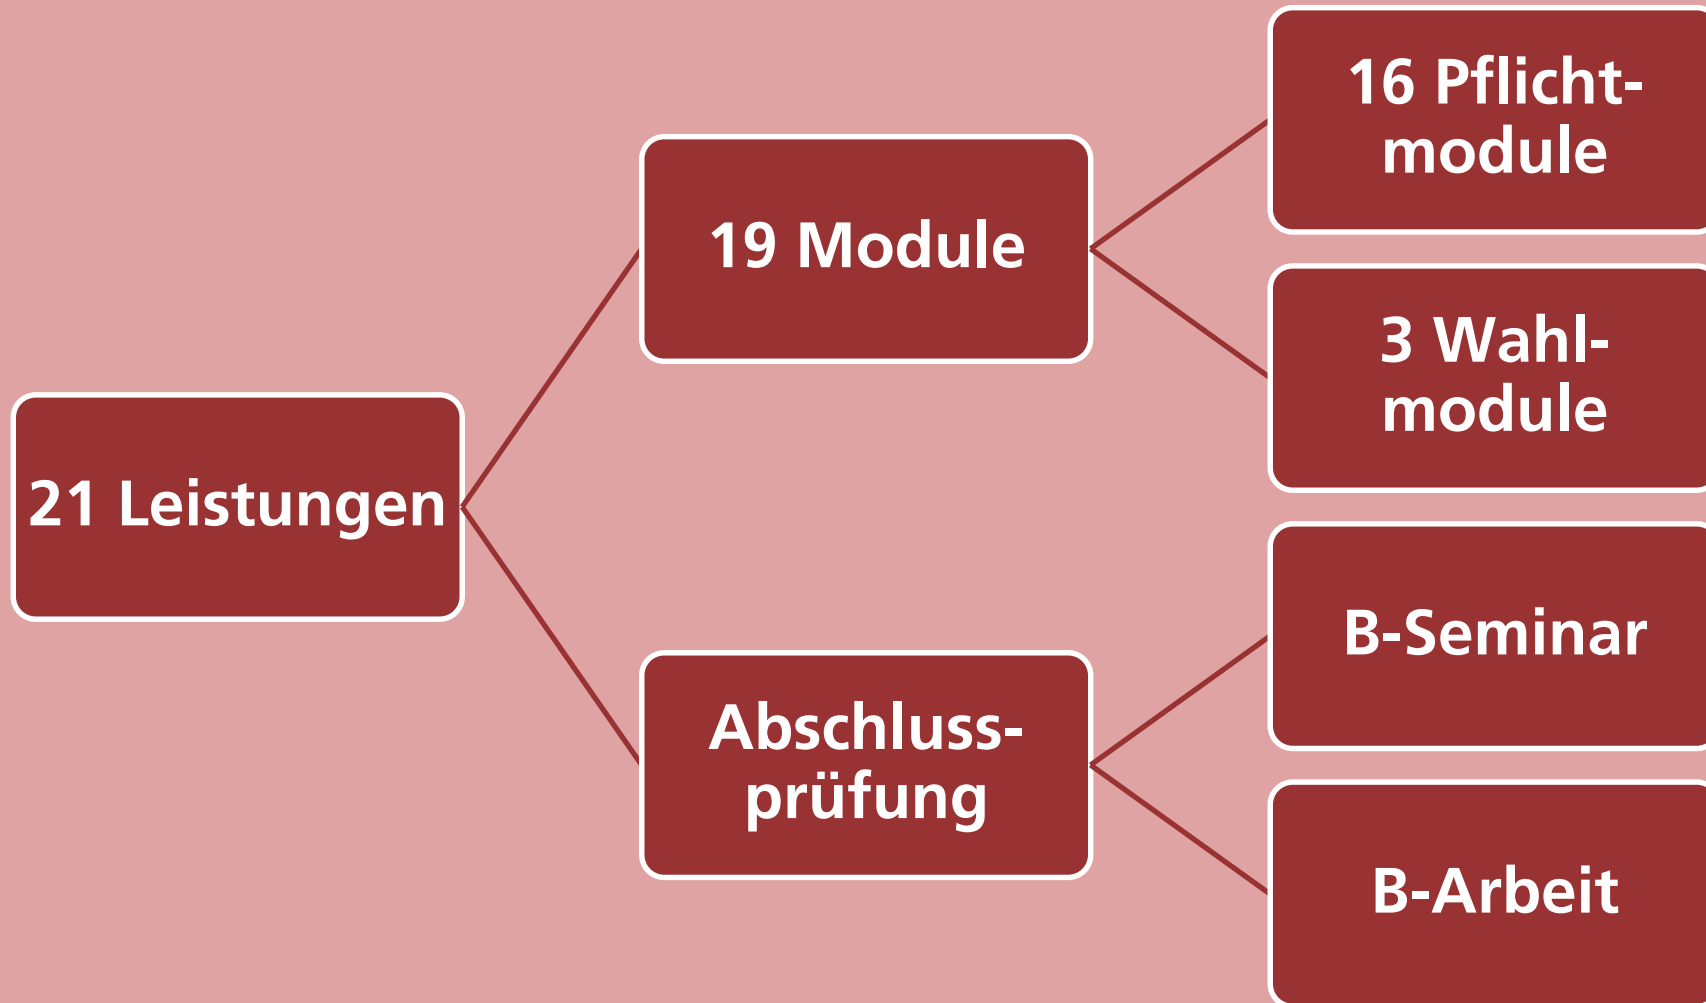 21 Leistungen
19 Module
16 Pflicht-
module
3 Wahl-
module
Abschluss-
prüfung
B-Seminar
B-Arbeit